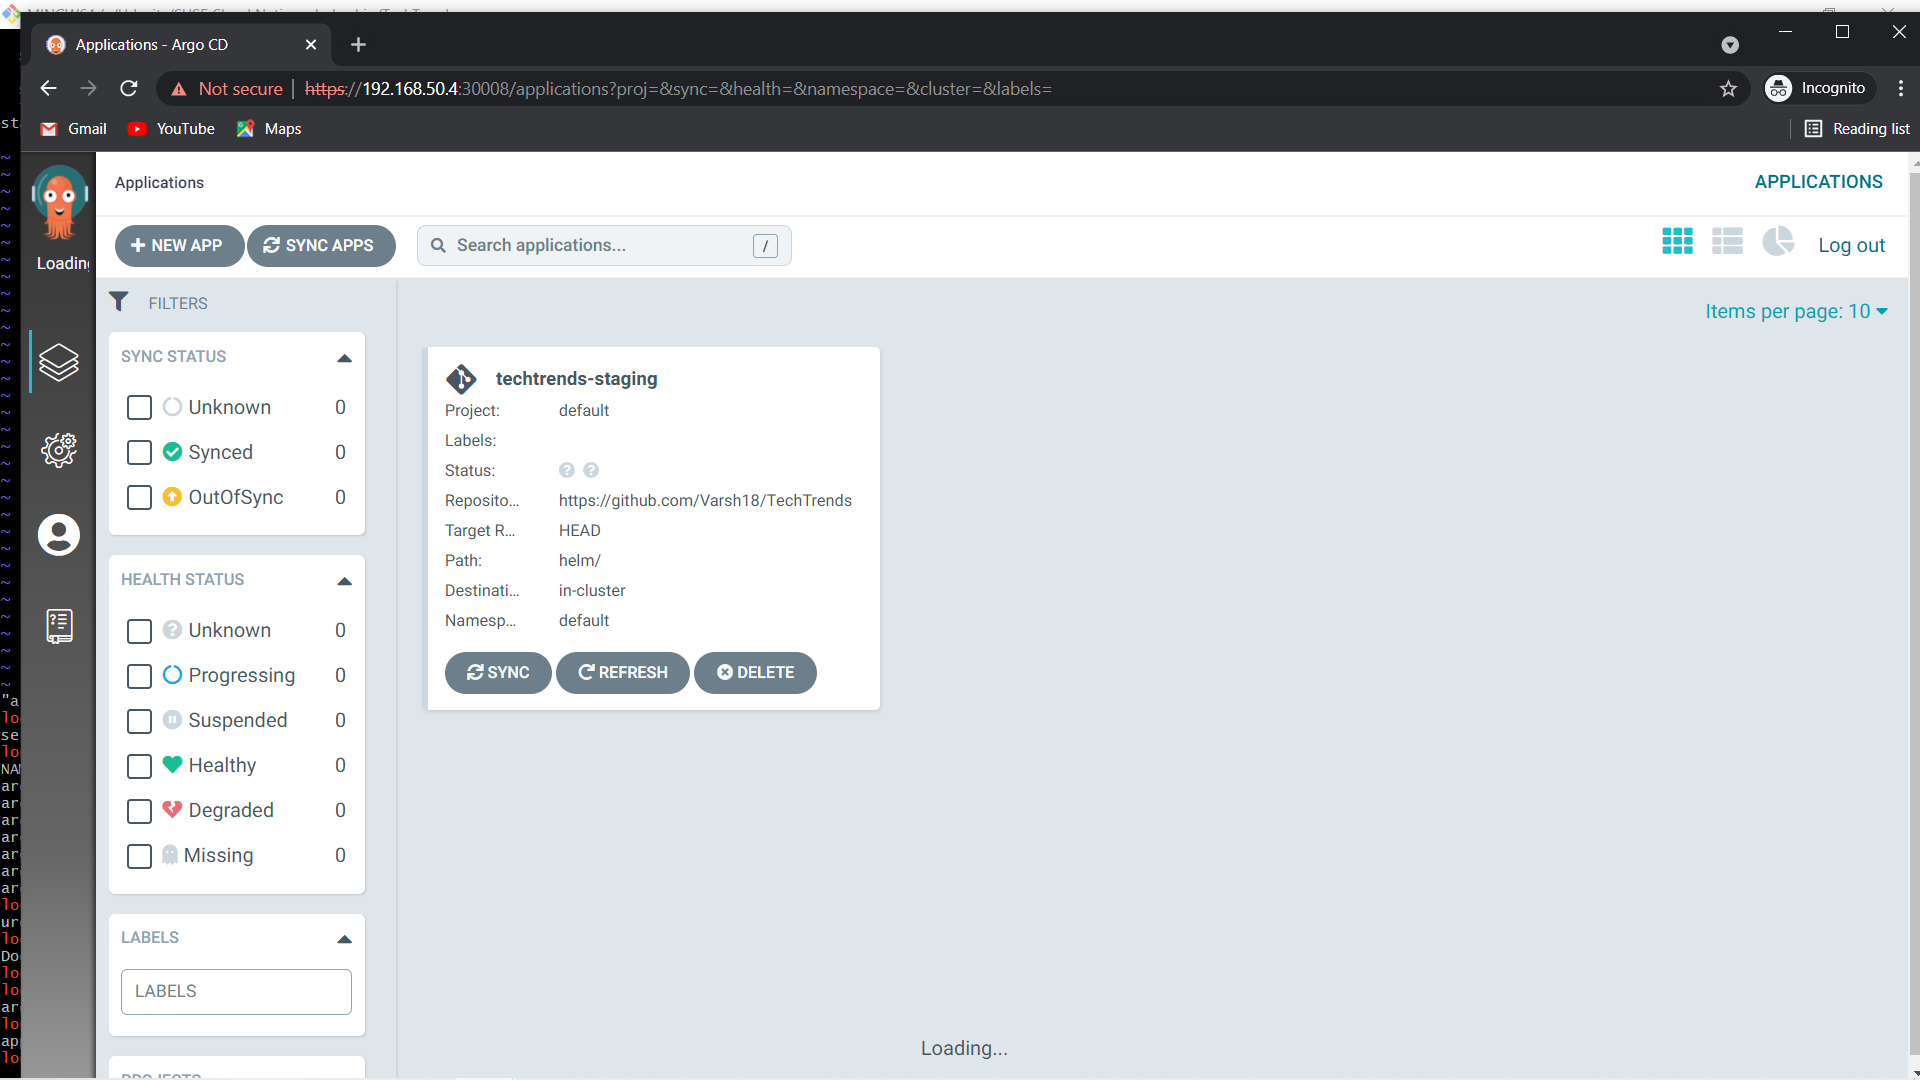 Applications - Argo CD
Not secure | https://192.168.50.4:30008/applications?proj=&sync=&health=&namespace=&cluster=&labels=
Incognito
Gmail YouTube Maps
Reading list
Applications
APPLICATIONS
NEW APP
SYNC APPS
Search applications...
/
Log out
Loading
FILTERS
Items per page: 10
SYNC STATUS
Unknown 0
Synced 0
OutOfSync 0
HEALTH STATUS
Unknown 0
Progressing 0
Suspended 0
Healthy 0
Degraded 0
Missing 0
LABELS
LABELS
techtrends-staging
Project: default
Labels:
Status:
Reposito... https://github.com/Varsh18/TechTrends
Target R... HEAD
Path: helm/
Destinati... in-cluster
Namesp... default
SYNC
REFRESH
DELETE
Loading...